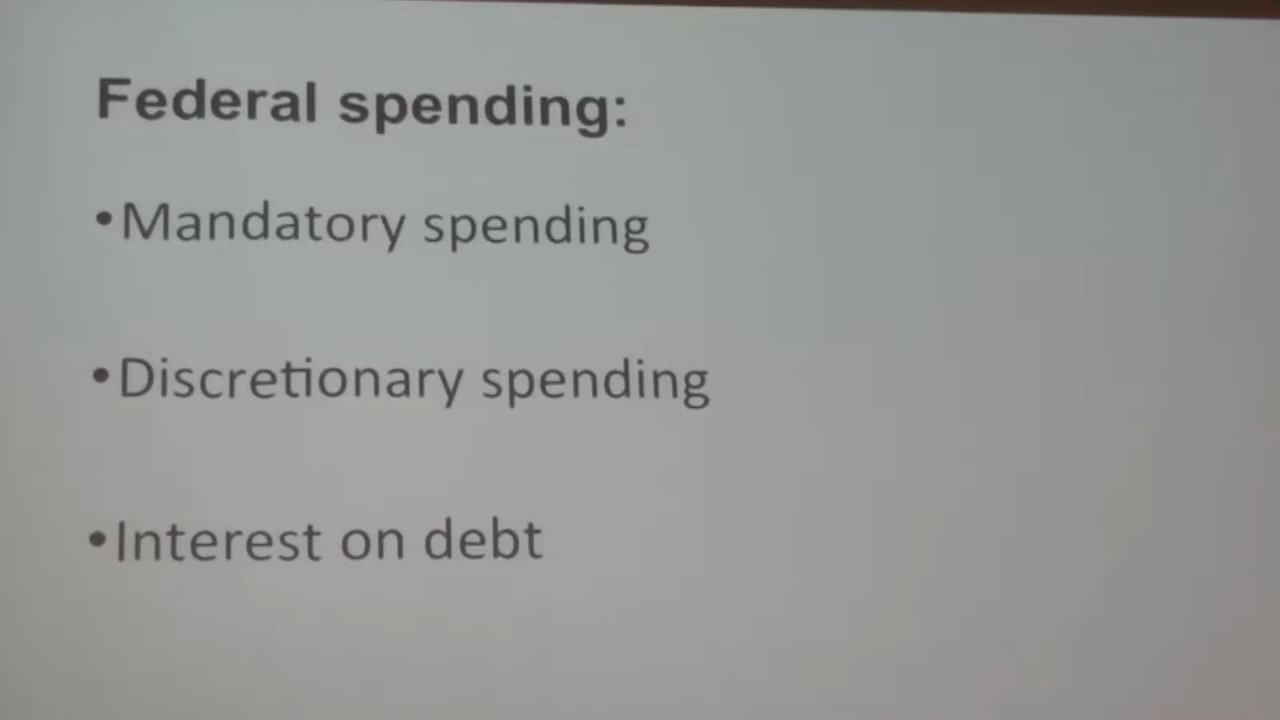 Federal spending:
•Mandatory spending
•Discretionary spending
•Interest on debt